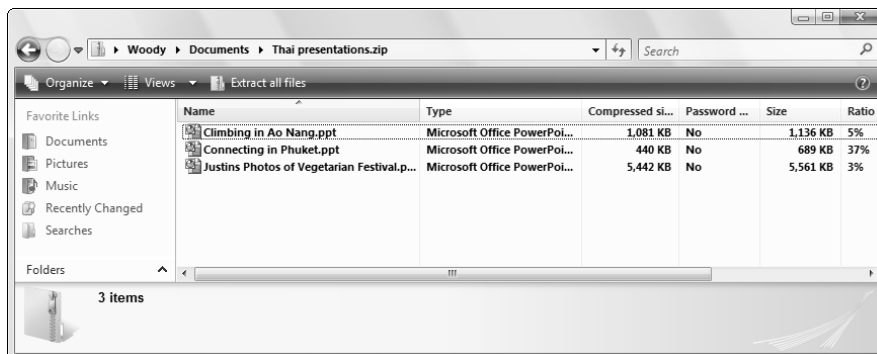 Woody Documents Thai presentations.zip Search
Organize Views Extract all files
Favorite Links
Documents
Pictures
Music
Recently Changed
Searches
Folders
Name Type Compressed si... Password ... Size Ratio
Climbing in Ao Nang.ppt Microsoft Office PowerPoi... 1,081 KB No 1,136 KB 5%
Connecting in Phuket.ppt Microsoft Office PowerPoi... 440 KB No 689 KB 37%
Justins Photos of Vegetarian Festival.p... Microsoft Office PowerPoi... 5,442 KB No 5,561 KB 3%
3 items